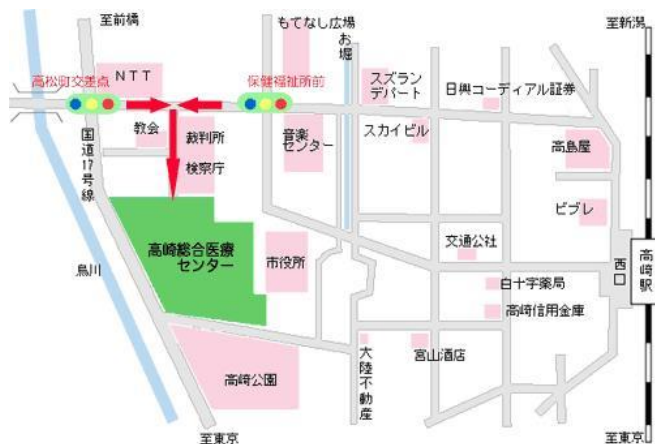 至前橋
もてなし広場
お堀
至新潟
高松町交差点
NTT
保健福祉所前
スズラン
デパート
日興コーディアル証券
教会
裁判所
音楽
センター
スカイビル
国道17号線
検察庁
高島屋
ビブレ
高崎総合医療
センター
市役所
交通公社
烏川
西口
高崎駅
白十字薬局
高崎信用金庫
大陸不動産
宮山酒店
高崎公園
至東京
至東京